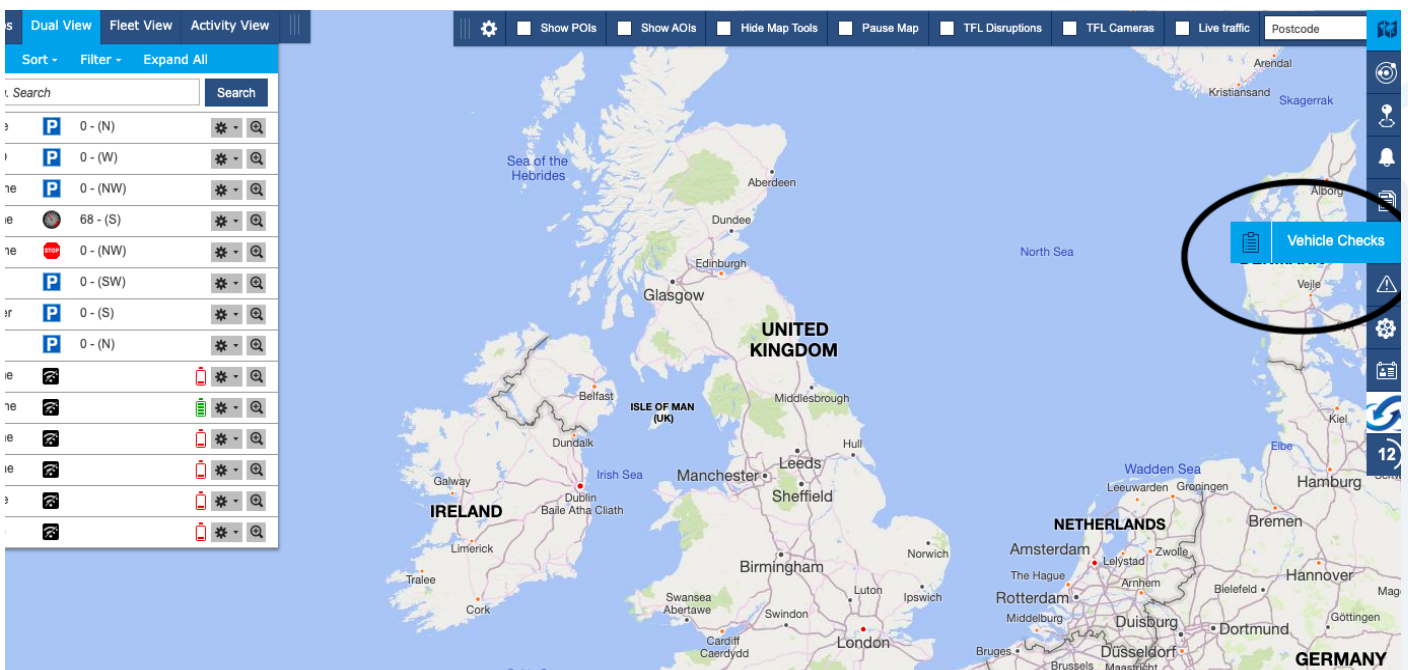 Dual View Fleet View Activity View
Show POIs Show AOIs Hide Map Tools Pause Map TFL Disruptions TFL Cameras Live traffic Postcode
Sort Filter Expand All
Search Search
P 0 - (N)
P 0 - (W)
P 0 - (NW)
68 - (S)
STOP 0 - (NW)
P 0 - (SW)
P 0 - (S)
P 0 - (N)
Vehicle Checks
12
Arendal
Kristiansand
Skagerrak
Sea of the
Hebrides
Aberdeen
Alborg
Dundee
North Sea
Edinburgh
Glasgow
Vejle
UNITED
KINGDOM
Belfast
ISLE OF MAN
(UK)
Middlesbrough
Kiel
Dundalk
Hull
Elbe
Leeds
Irish Sea
Manchester
Wadden Sea
Galway
Leeuwarden
Groningen
Hamburg
Sheffield
Dublin
Baile Atha Cliath
IRELAND
NETHERLANDS
Bremen
Limerick
Norwich
Amsterdam
Zwolle
Lelystad
Birmingham
The Hague
Arnhem
Hannover
Tralee
Luton
Ipswich
Rotterdam
Bielefeld
Swansea
Abertawe
Cork
Swindon
Middelburg
Duisburg
Dortmund
Göttingen
Cardiff
Caerdydd
London
Bruges
Düsseldorf
Brussels
Maastricht
GERMANY